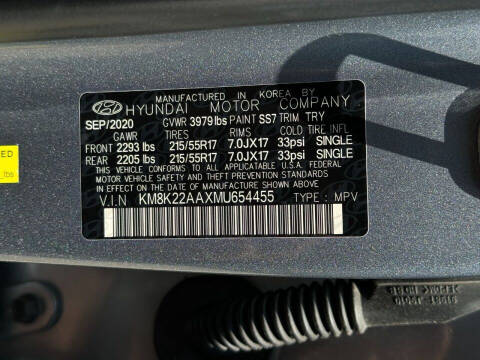 MANUFACTURED IN KOREA BY
HYUNDAI MOTOR COMPANY
SEP/2020 GVWR 3979 lbs PAINT SS7 TRIM TRY
GAWR TIRES RIMS COLD TIRE INFL
FRONT 2293 lbs 215/55R17 7.0JX17 33psi SINGLE
REAR 2205 lbs 215/55R17 7.0JX17 33psi SINGLE
THIS VEHICLE CONFORMS TO ALL APPLICABLE U.S.A. FEDERAL
MOTOR VEHICLE SAFETY, BUMPER, AND THEFT PREVENTION
STANDARDS IN EFFECT ON THE DATE OF MANUFACTURE SHOWN ABOVE.
V.I.N KM8K22AAXMU654455 TYPE : MPV
lbs